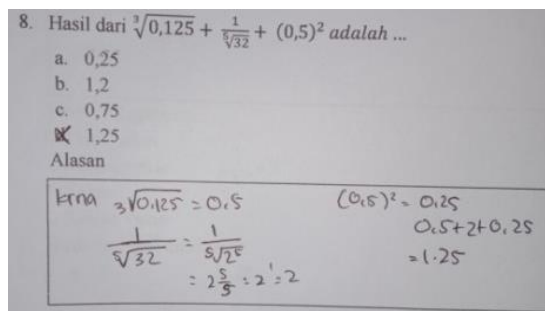 8. Hasil dari ∛0,125 + 1/⁵√32 + (0,5)² adalah ...
a. 0,25
b. 1,2
c. 0,75
d. 1,25
Alasan
krna 3√0.125 = 0.5
1/⁵√32 = 1/⁵√2⁵
= 2 5/5 = 2¹ = 2
(0,5)² = 0,25
0.5+2+0.25
= 1.25